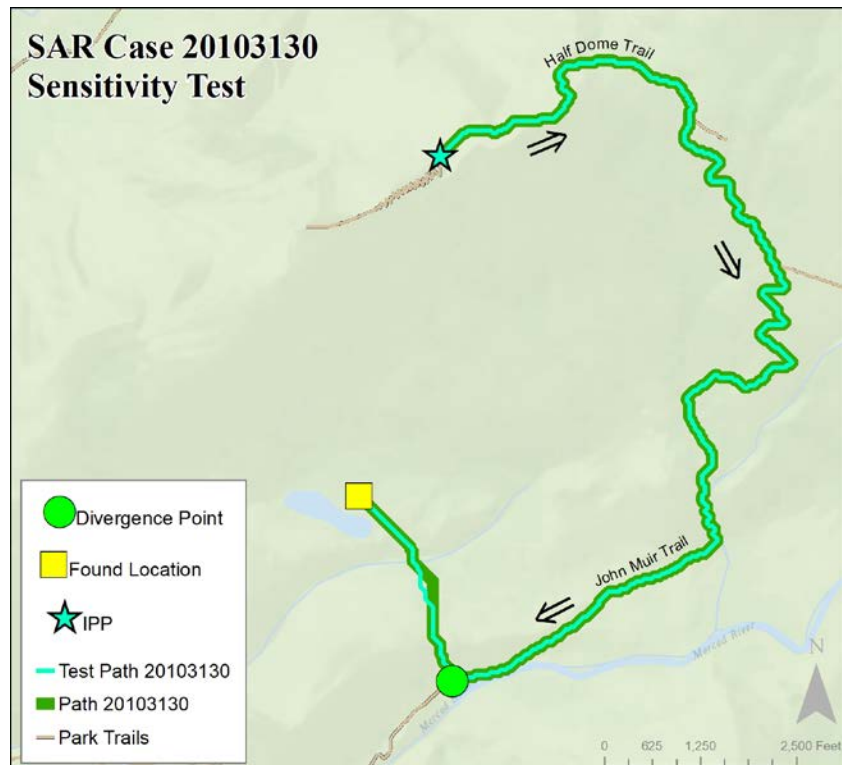 SAR Case 20103130
Sensitivity Test
Half Dome Trail
John Muir Trail
Merced River
Merced
N
Divergence Point
Found Location
IPP
Test Path 20103130
Path 20103130
Park Trails
0 625 1,250 2,500 Feet